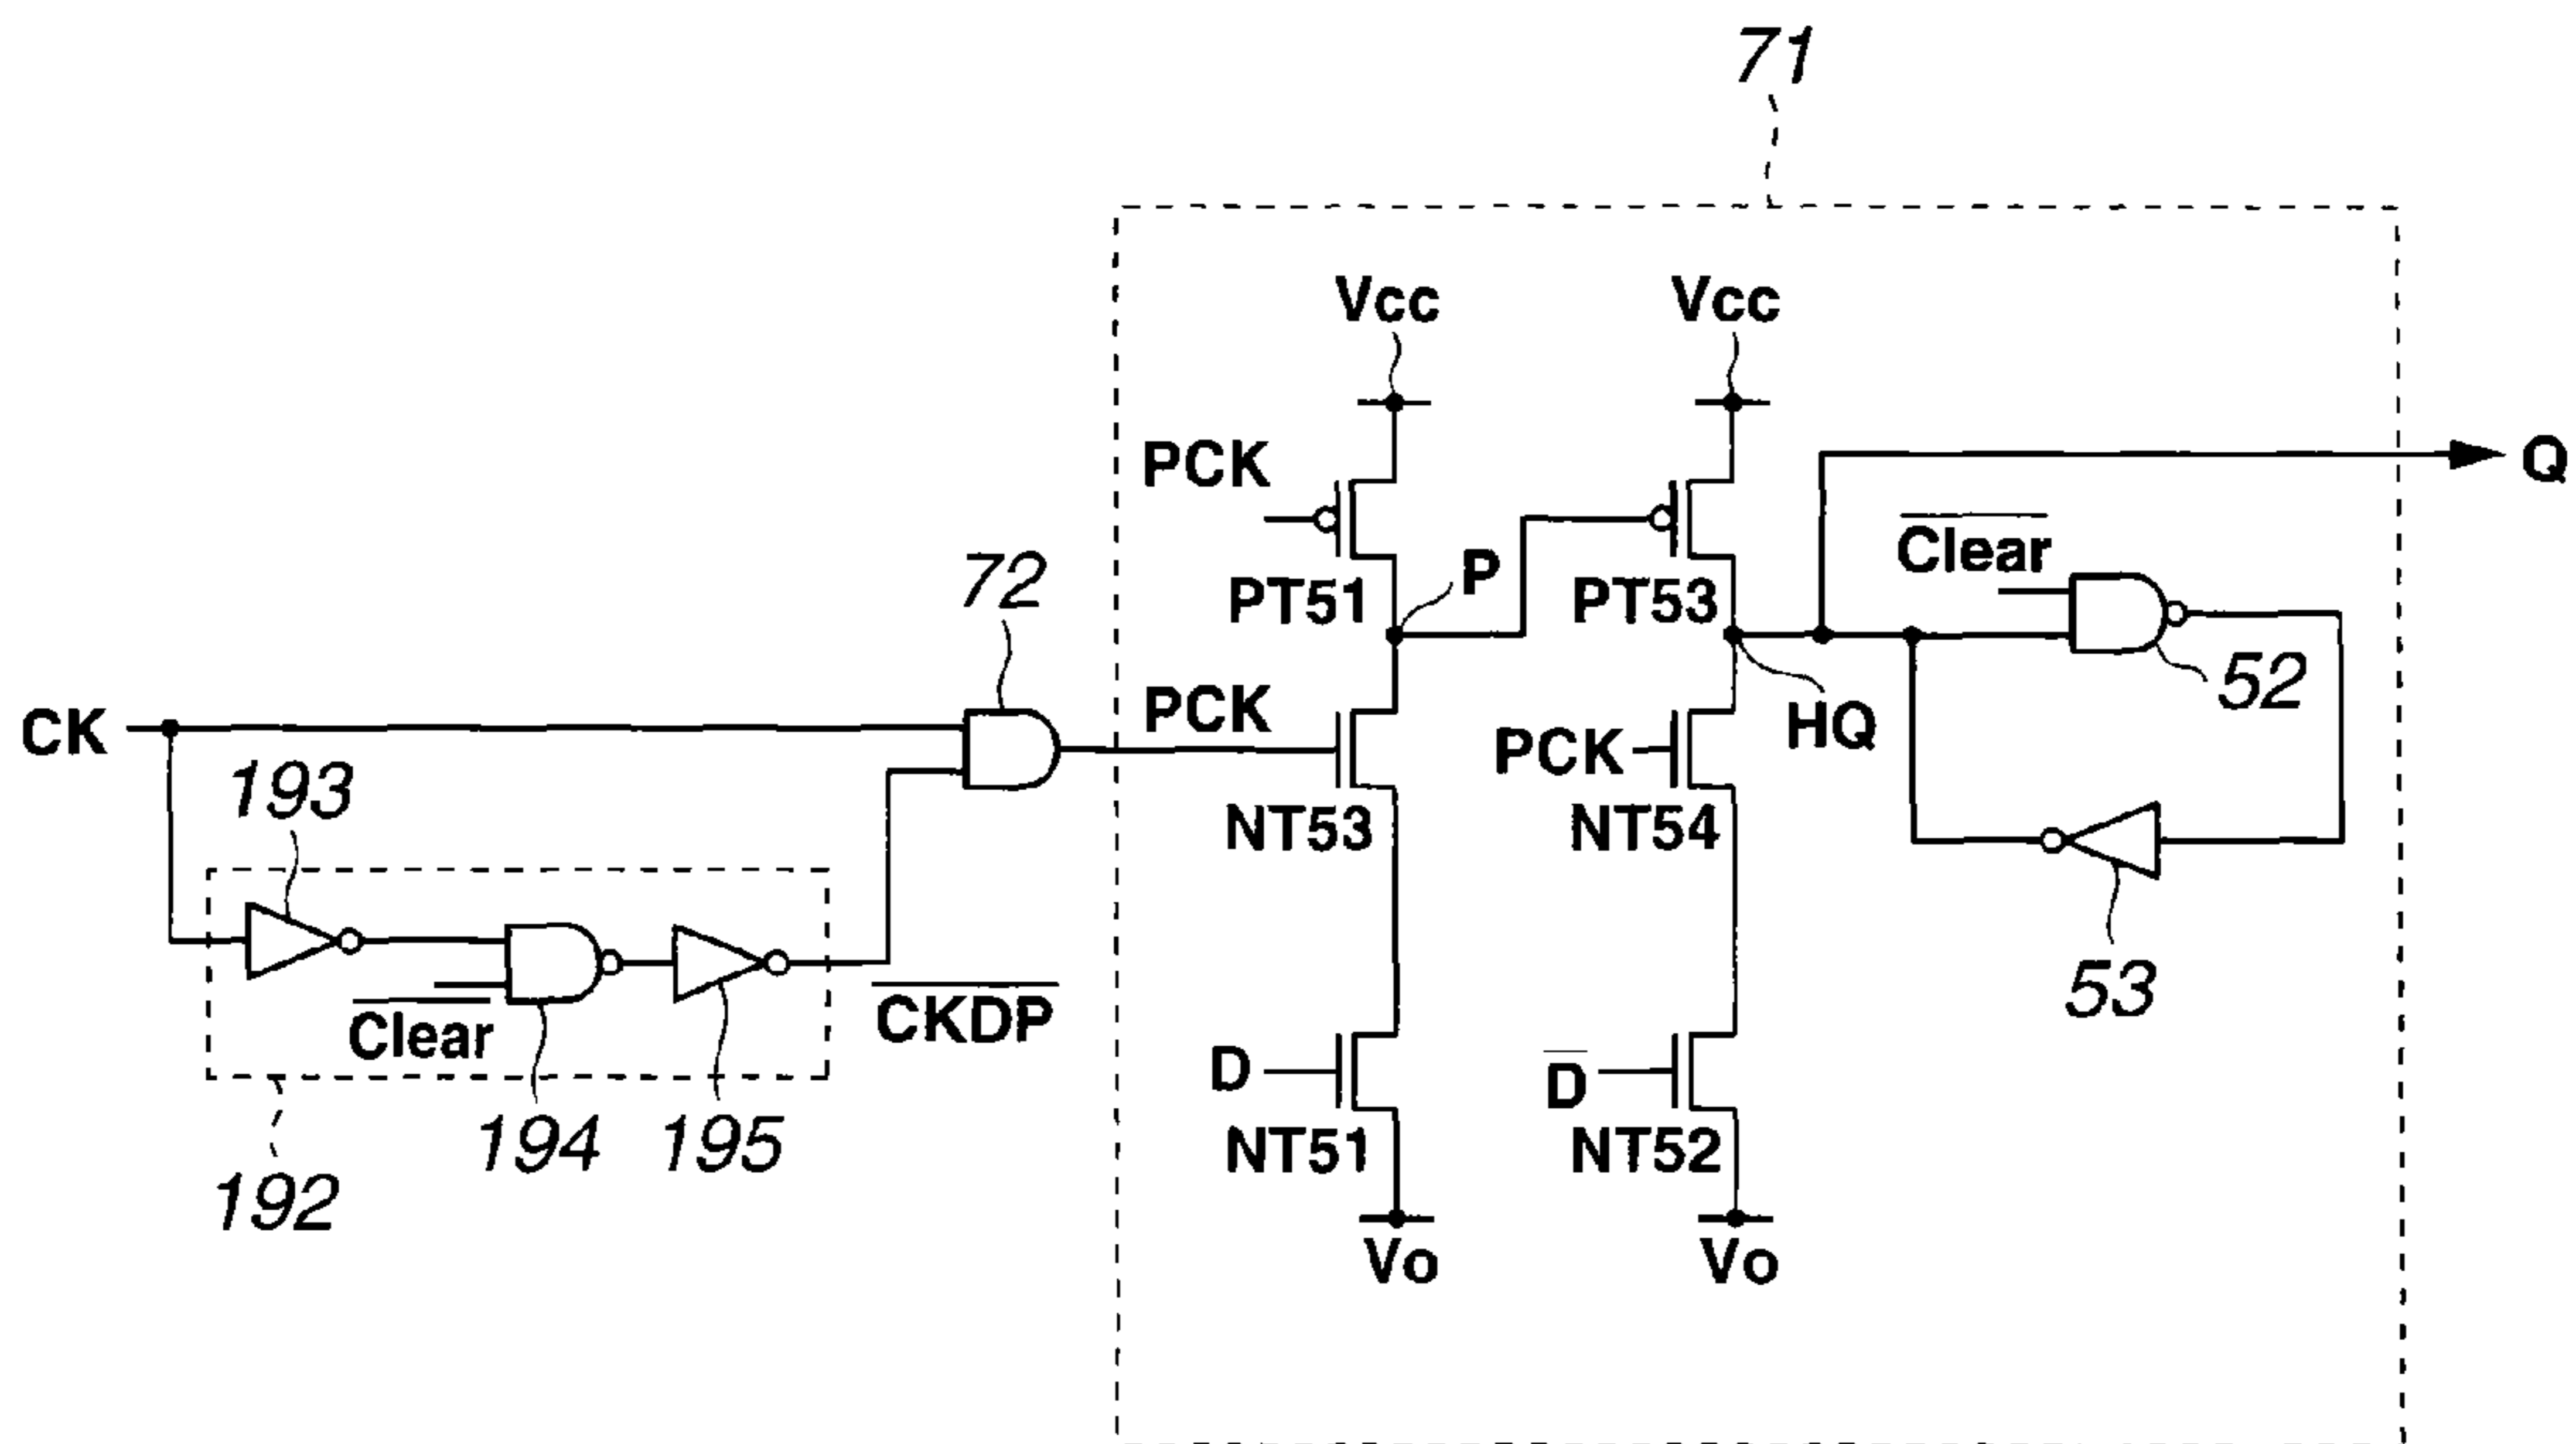 71
Vcc
Vcc
PCK
Q
P
Clear
72
PT51
PT53
52
PCK
CK
HQ
PCK
193
NT53
NT54
53
CKDP
Clear
D
D
194
195
NT51
NT52
192
Vo
Vo